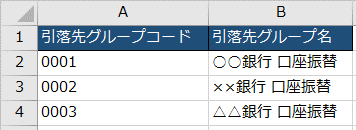 A B
1 引落先グループコード 引落先グループ名
2 0001 ○○銀行 口座振替
3 0002 ××銀行 口座振替
4 0003 △△銀行 口座振替